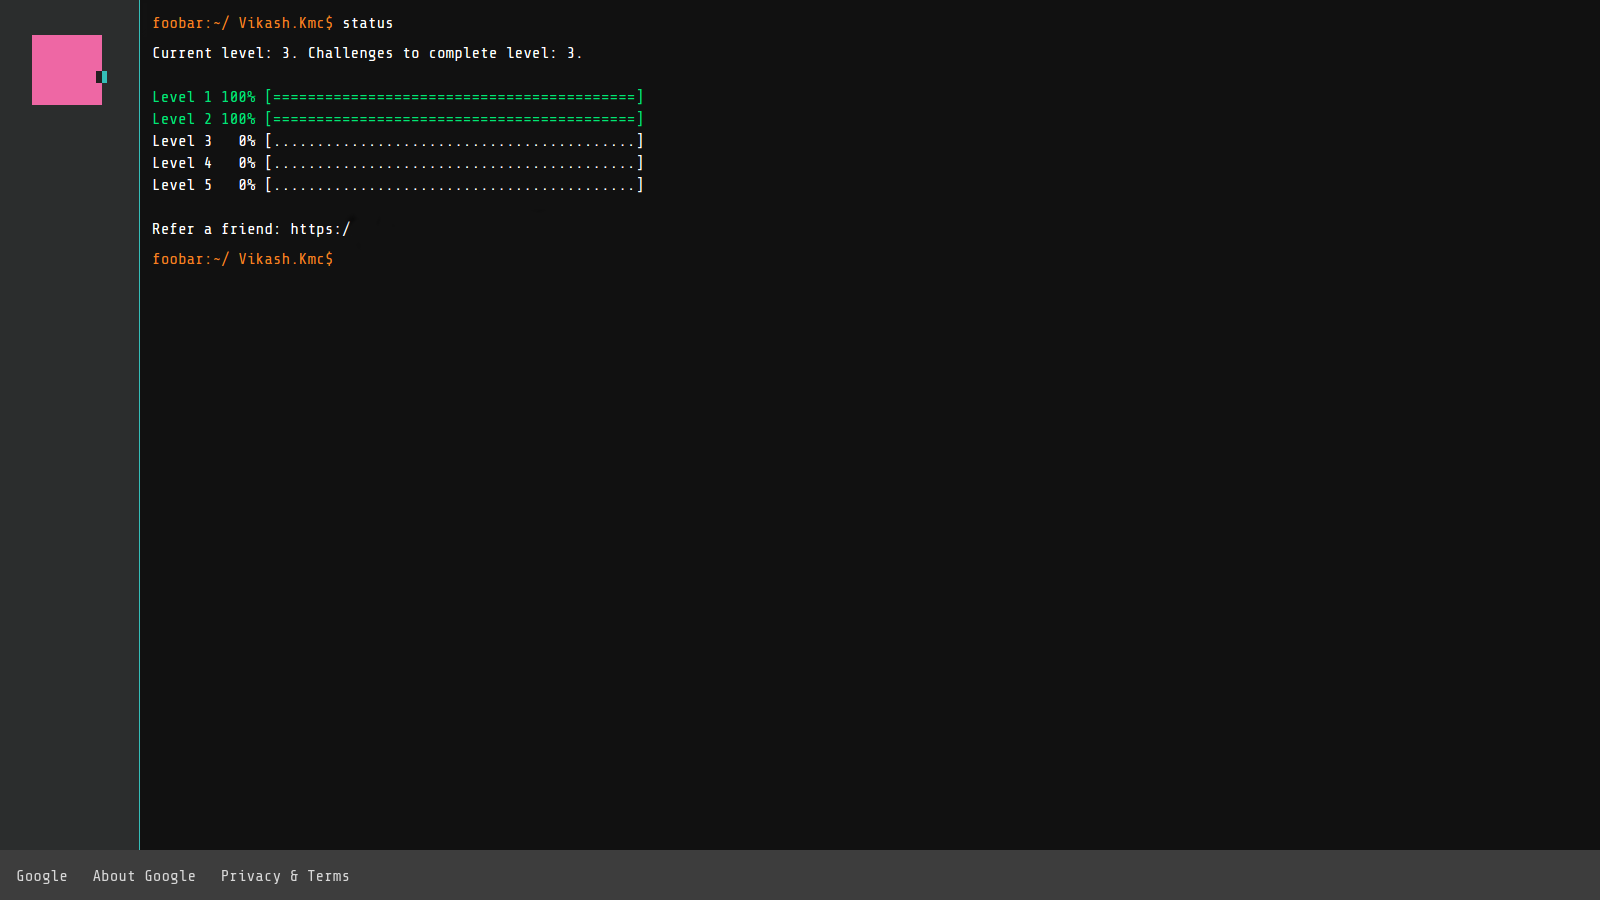 foobar:~/ Vikash.Kmc$ status
Current level: 3. Challenges to complete level: 3.
Level 1 100% [==========================================]
Level 2 100% [==========================================]
Level 3   0% [..........................................]
Level 4   0% [..........................................]
Level 5   0% [..........................................]
Refer a friend: https:/
foobar:~/ Vikash.Kmc$
Google   About Google   Privacy & Terms